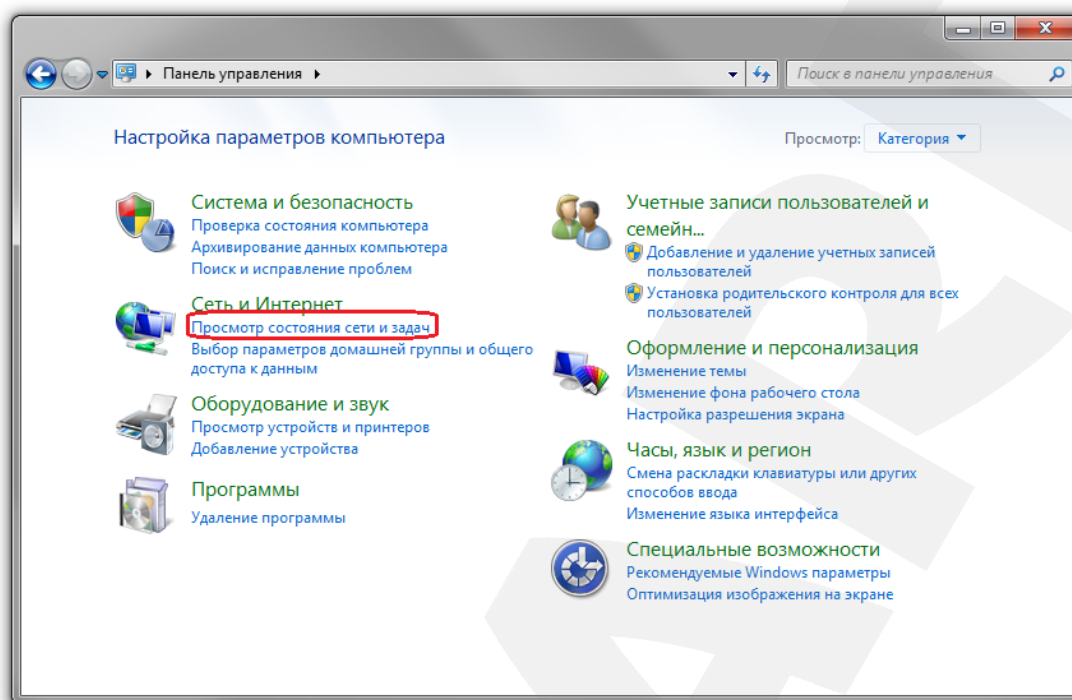 Панель управления
Поиск в панели управления
Настройка параметров компьютера
Просмотр: Категория
Система и безопасность
Проверка состояния компьютера
Архивирование данных компьютера
Поиск и исправление проблем
Сеть и Интернет
Просмотр состояния сети и задач
Выбор параметров домашней группы и общего
доступа к данным
Оборудование и звук
Просмотр устройств и принтеров
Добавление устройства
Программы
Удаление программы
Учетные записи пользователей и
семейн...
Добавление и удаление учетных записей
пользователей
Установка родительского контроля для всех
пользователей
Оформление и персонализация
Изменение темы
Изменение фона рабочего стола
Настройка разрешения экрана
Часы, язык и регион
Смена раскладки клавиатуры или других
способов ввода
Изменение языка интерфейса
Специальные возможности
Рекомендуемые Windows параметры
Оптимизация изображения на экране